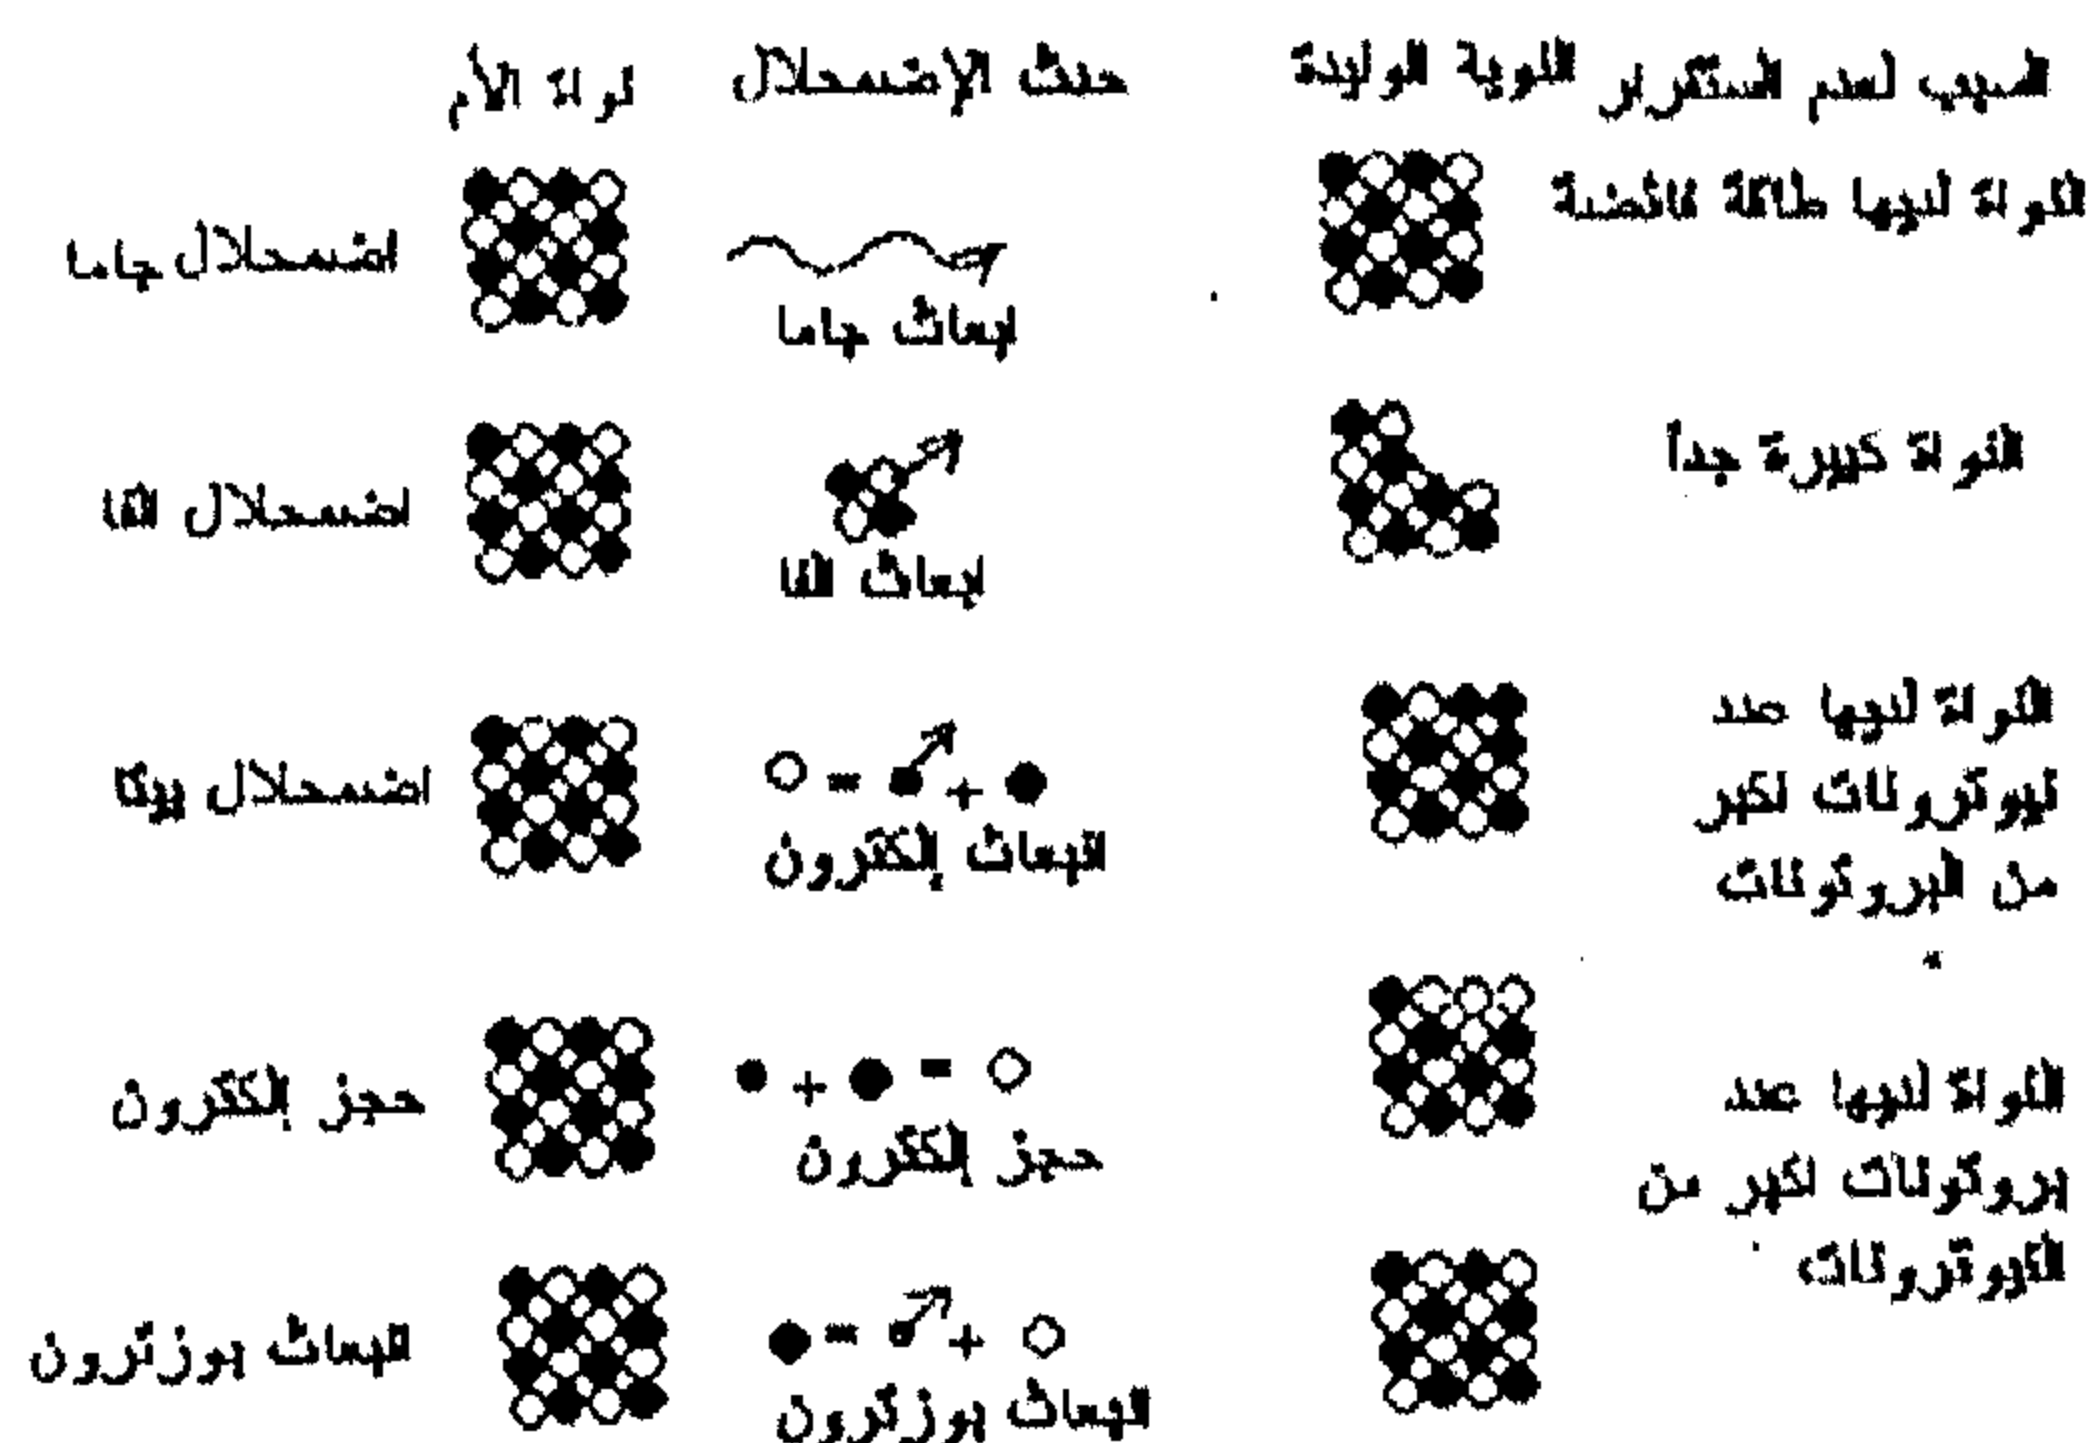 السبب لعدم استقرار النوية الوليدة حدث الإضمحلال نواة الأم
النواة لديها طاقة فائضة
اضمحلال جاما
ابعاث جاما
النواة كبيرة جداً
اضمحلال الفا
ابعاث الفا
النواة لديها عدد
نيوترونات اكبر
من البروتونات
اضمحلال بيتا
انبعاث إلكترون
النواة لديها عدد
بروتونات اكبر من
النيوترونات
حجز إلكترون
حجز إلكترون
انبعاث بوزترون
انبعاث بوزترون